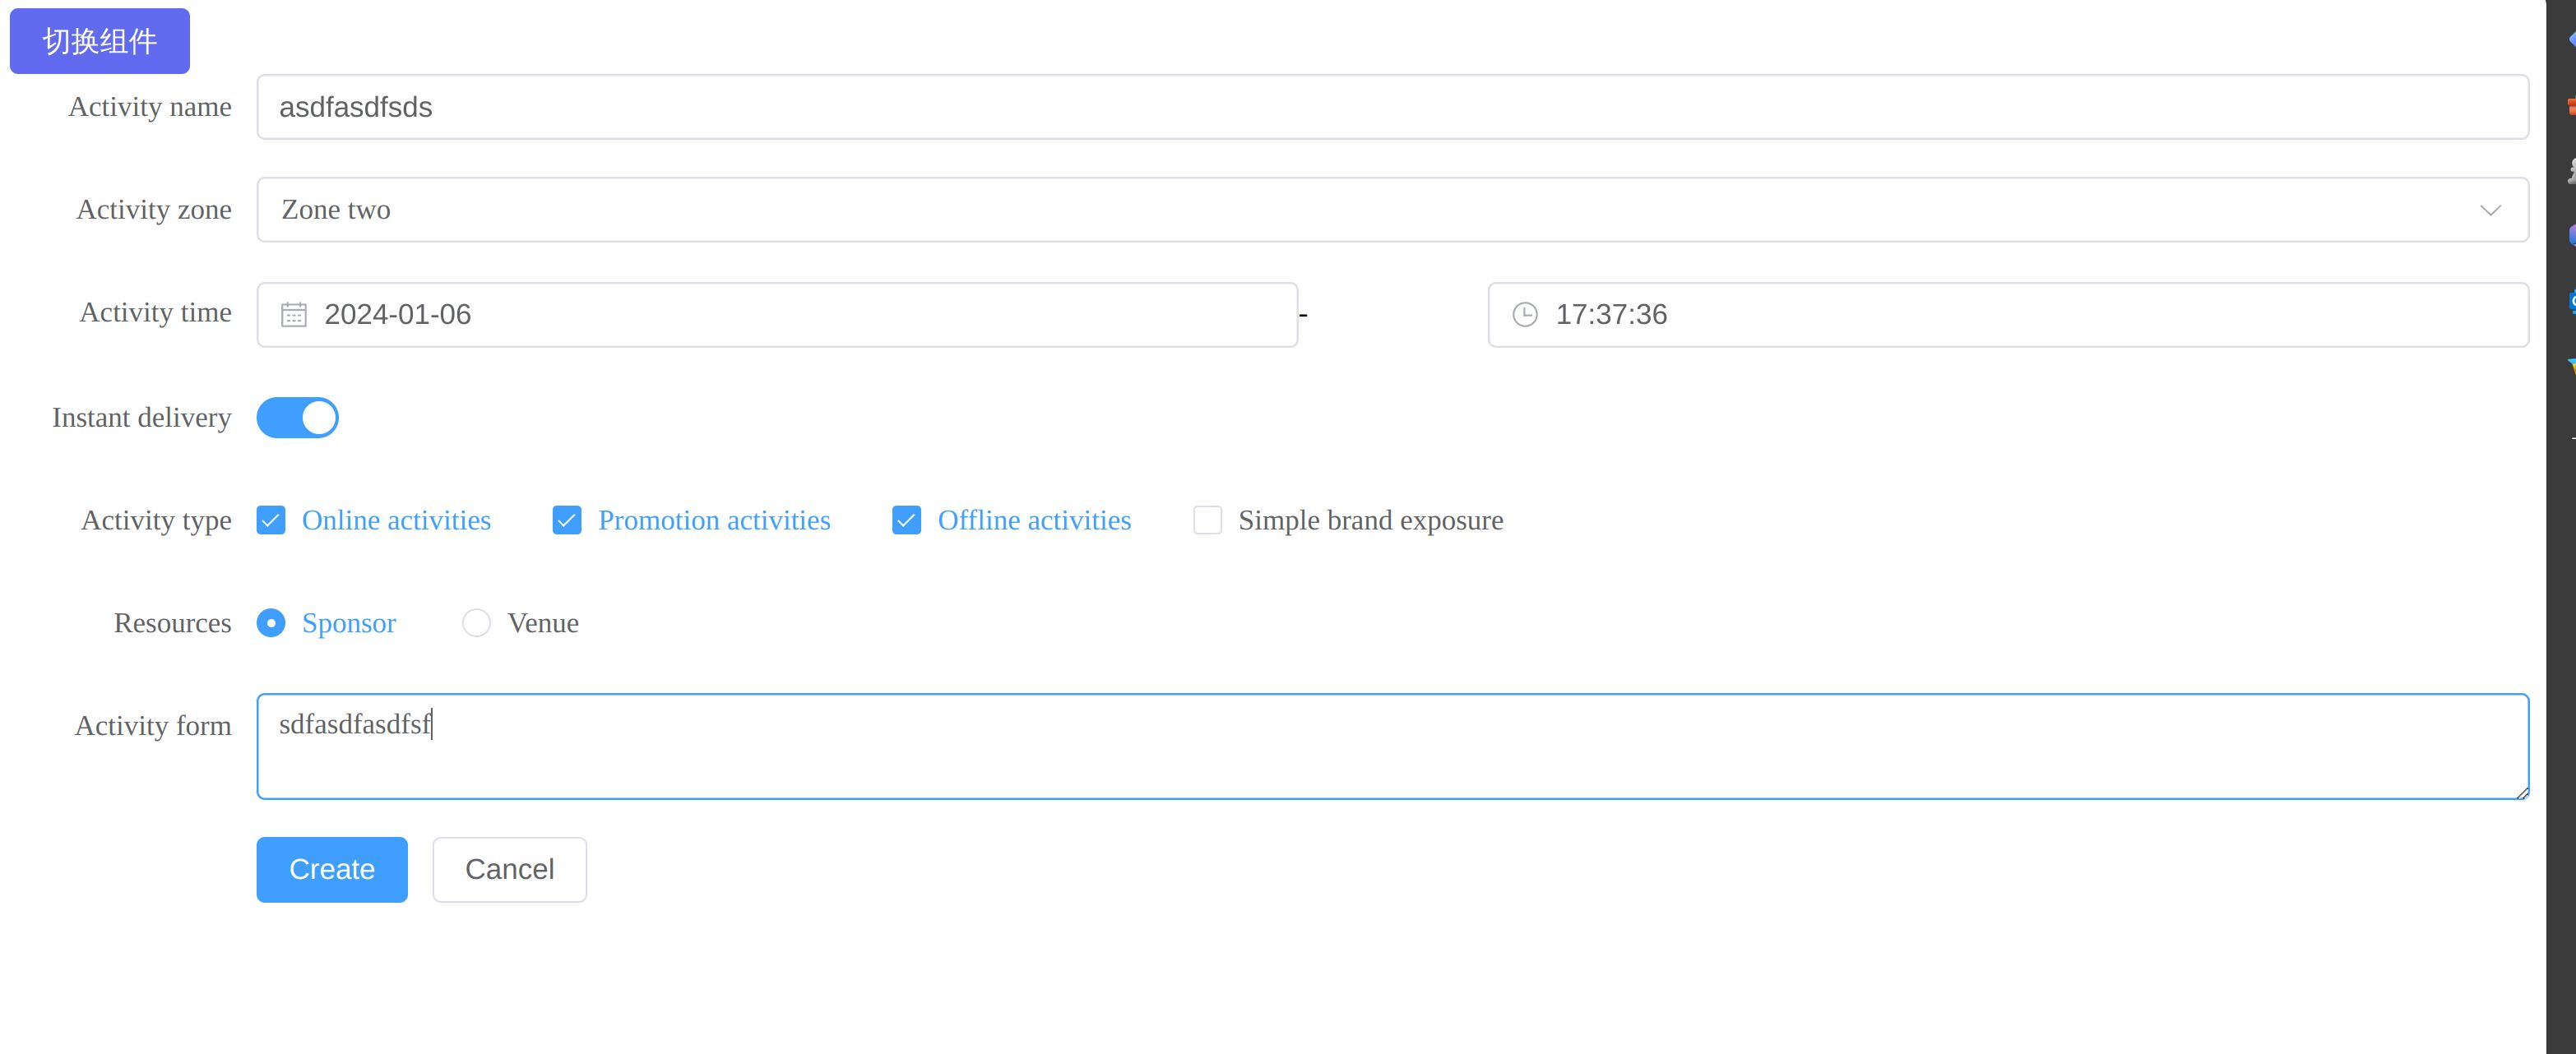 切换组件
Activity name asdfasdfsds
Activity zone Zone two
Activity time 2024-01-06 - 17:37:36
Instant delivery
Activity type Online activities Promotion activities Offline activities Simple brand exposure
Resources Sponsor Venue
Activity form sdfasdfasdfsf
Create Cancel